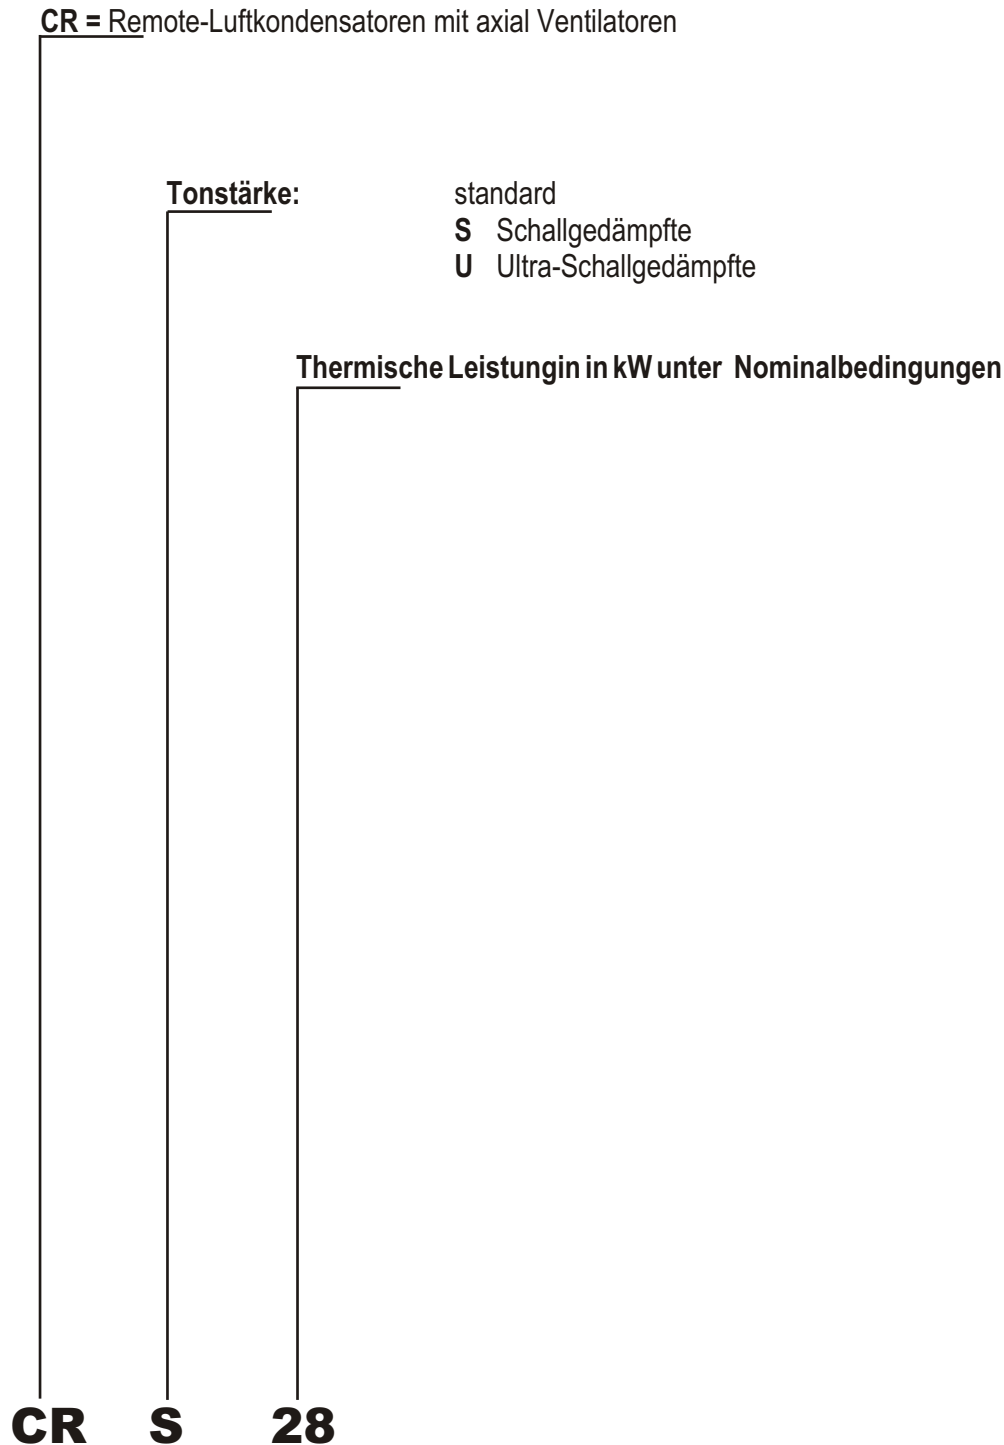 CR = Remote-Luftkondensatoren mit axial Ventilatoren
Tonstärke: standard
S Schallgedämpfte
U Ultra-Schallgedämpfte
Thermische Leistungin in kW unter Nominalbedingungen
CR S 28